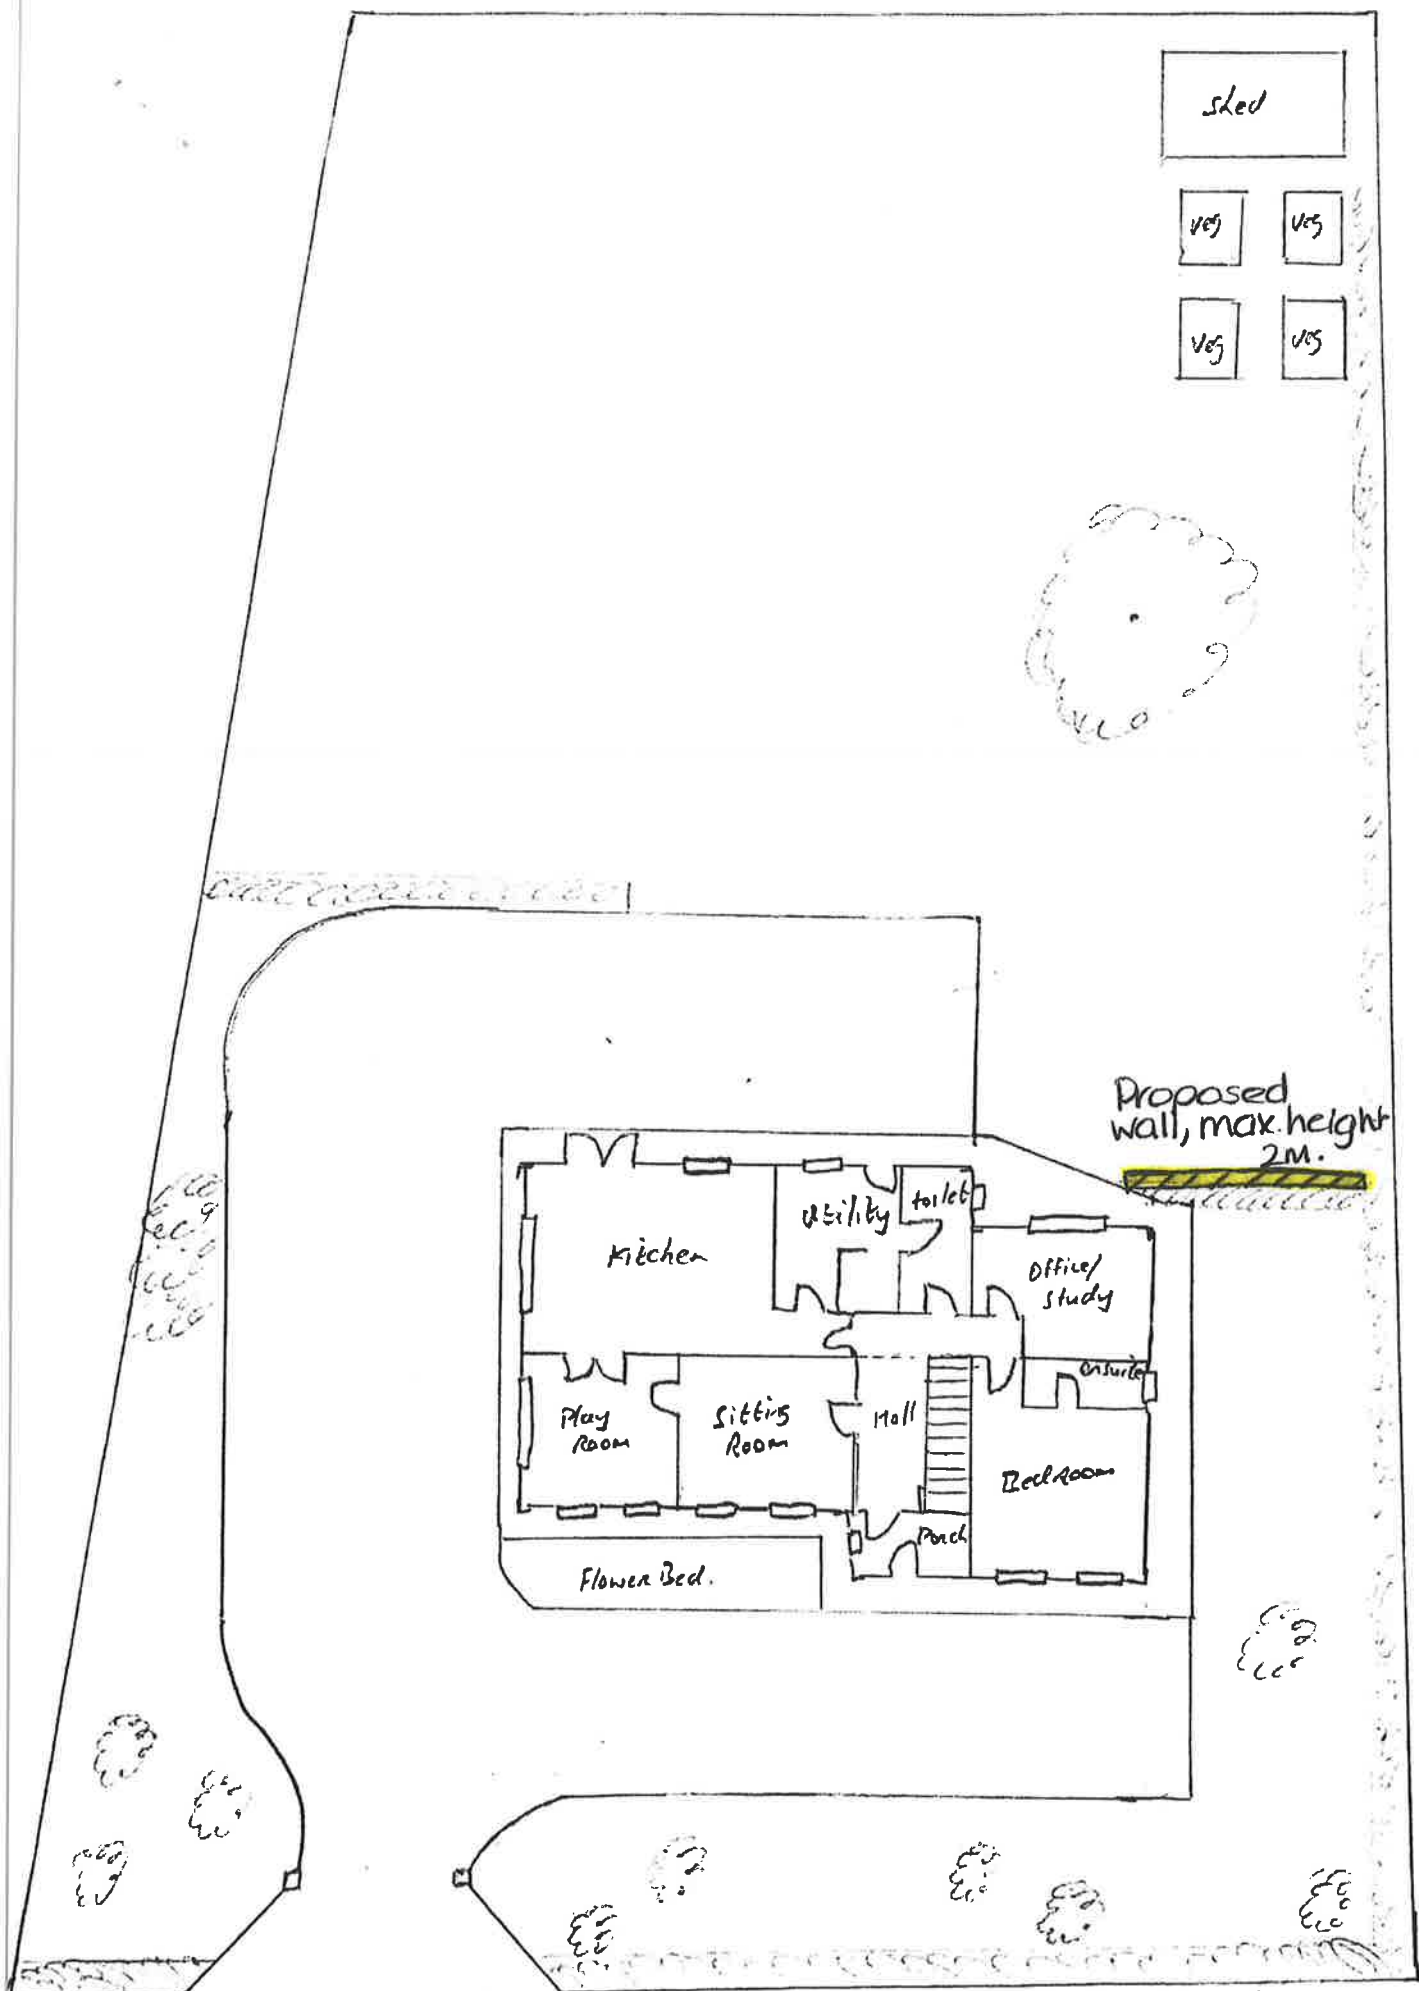 shed
veg
veg
veg
veg
Proposed
wall, max. height
2M.
Kitchen
Utility
toilet
Office/
study
ensuite
Play
Room
Sitting
Room
Hall
Bedroom
Porch
Flower Bed.